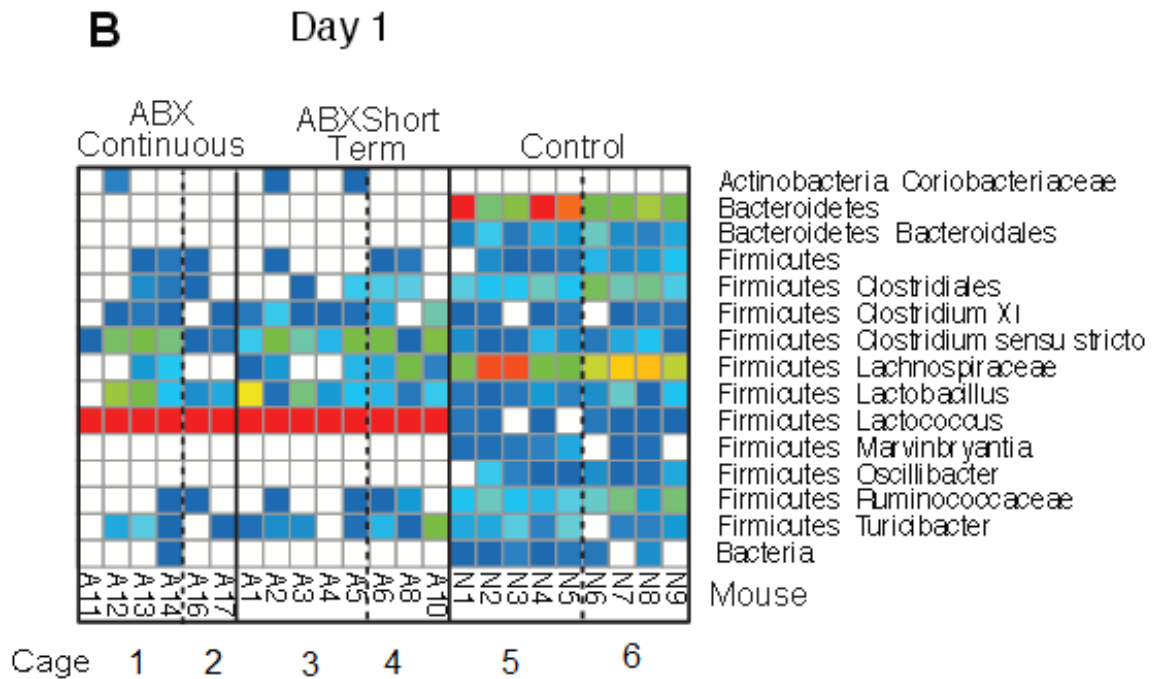 B Day 1
ABX Continuous
ABXShort Term
Control
Actinobacteria Coriobacteriaceae
Bacteroidetes
Bacteroidetes Bacteroidales
Firmicutes
Firmicutes Clostridiales
Firmicutes Clostridium XI
Firmicutes Clostridium sensu stricto
Firmicutes Lachnospiraceae
Firmicutes Lactobacillus
Firmicutes Lactococcus
Firmicutes Marvinbryantia
Firmicutes Oscillibacter
Firmicutes Ruminococcaceae
Firmicutes Turicibacter
Bacteria
A11 A12 A13 A14 A16 A17 A1 A2 A3 A4 A5 A6 A8 A10 N1 N2 N3 N4 N5 N6 N7 N8 N9 Mouse
Cage 1 2 3 4 5 6